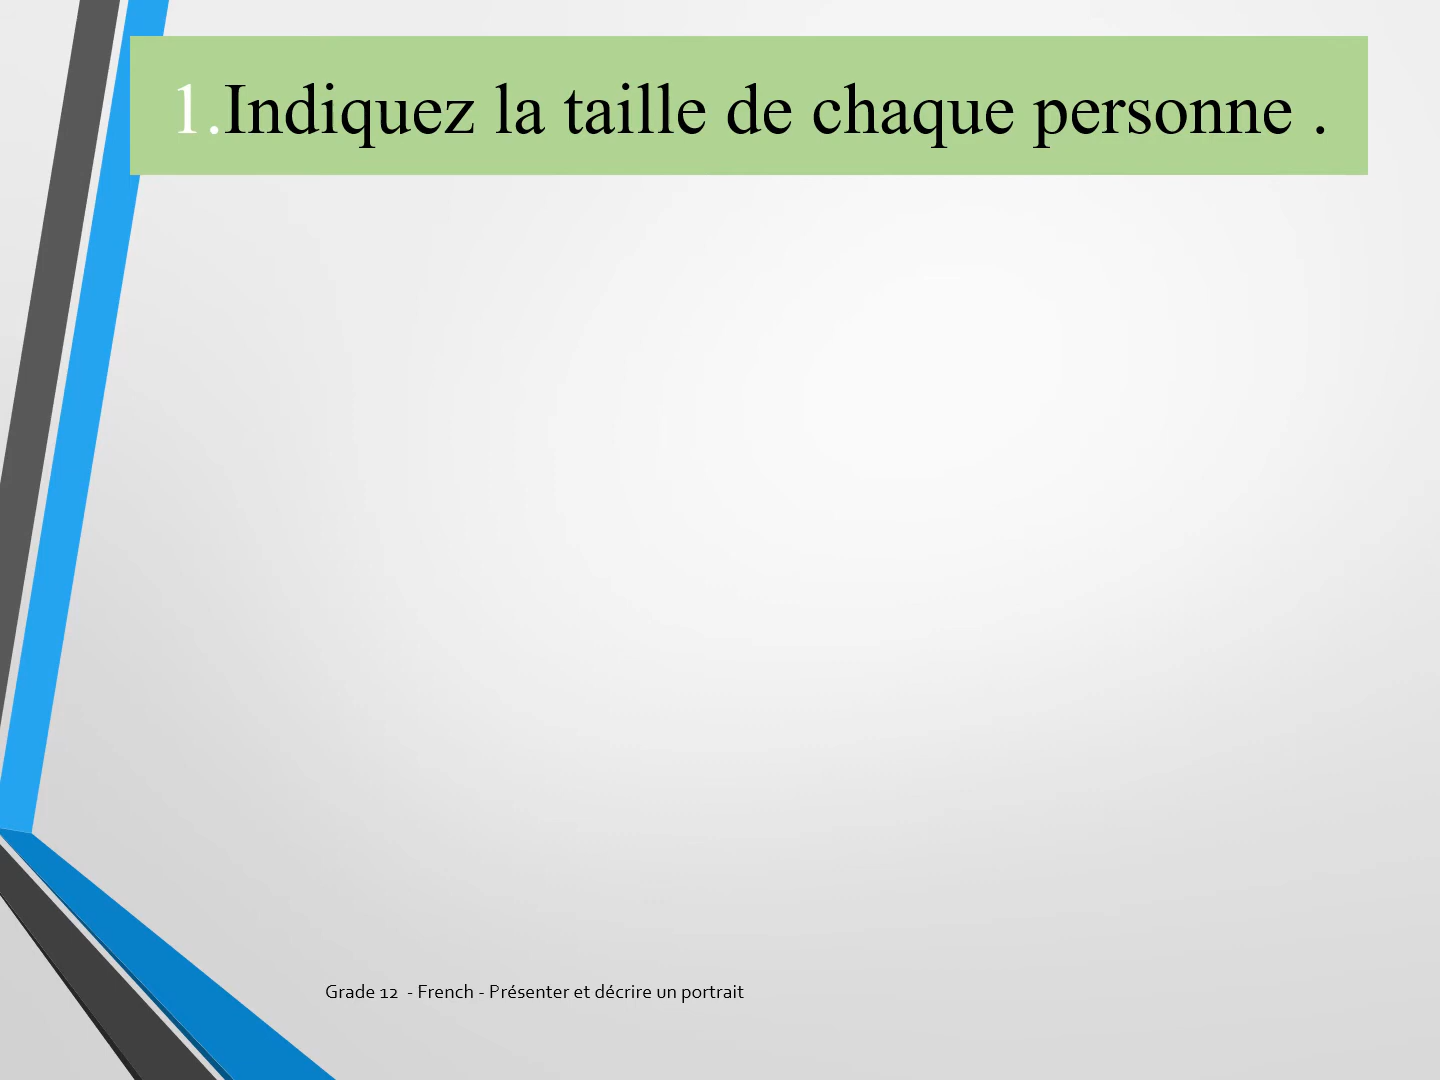 1.Indiquez la taille de chaque personne .
Grade 12  - French - Présenter et décrire un portrait